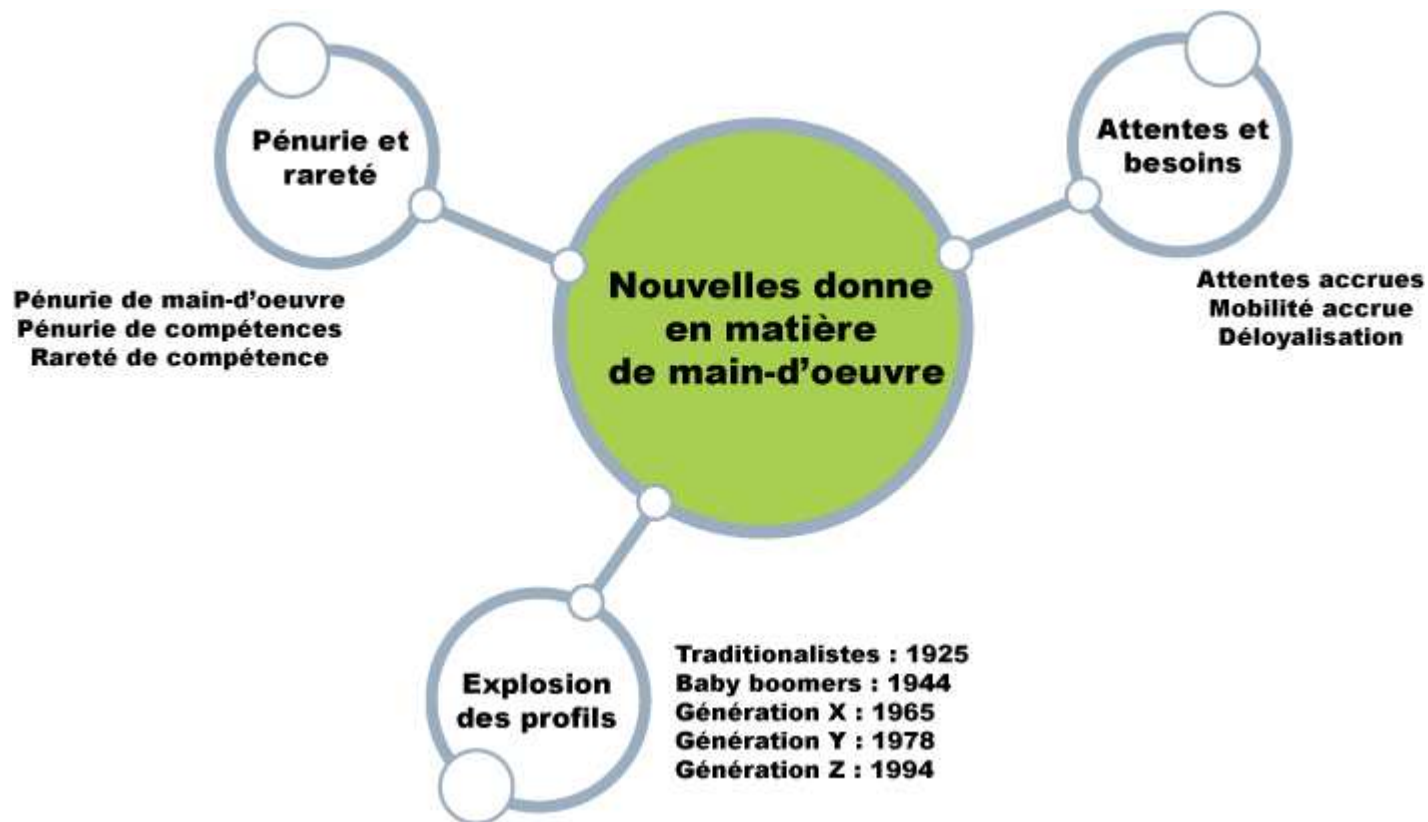 Pénurie et
rareté
Pénurie de main-d'oeuvre
Pénurie de compétences
Rareté de compétence
Nouvelles donne
en matière
de main-d'oeuvre
Attentes et
besoins
Attentes accrues
Mobilité accrue
Déloyalisation
Explosion
des profils
Traditionalistes : 1925
Baby boomers : 1944
Génération X : 1965
Génération Y : 1978
Génération Z : 1994